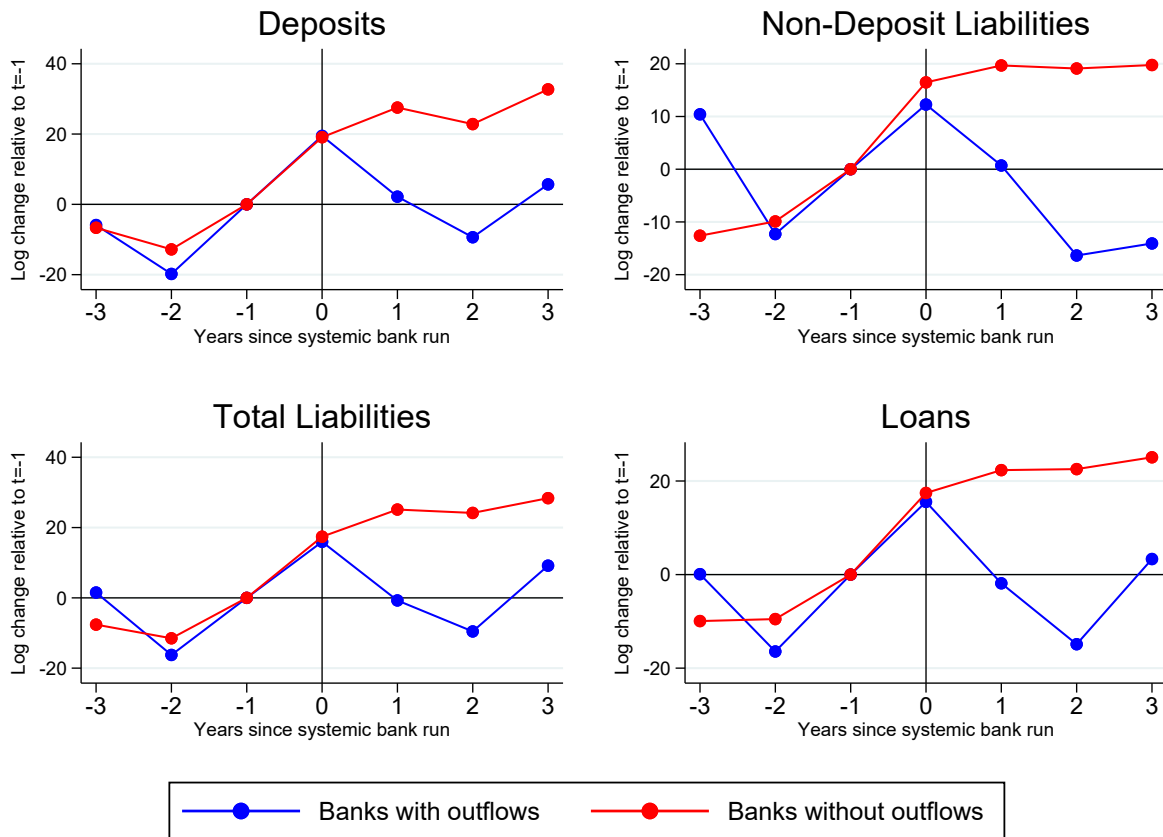 Deposits
Log change relative to t=-1
40
20
0
-20
-3 -2 -1 0 1 2 3
Years since systemic bank run
Non-Deposit Liabilities
Log change relative to t=-1
20
10
0
-10
-20
-3 -2 -1 0 1 2 3
Years since systemic bank run
Total Liabilities
Log change relative to t=-1
40
20
0
-20
-3 -2 -1 0 1 2 3
Years since systemic bank run
Loans
Log change relative to t=-1
20
0
-20
-3 -2 -1 0 1 2 3
Years since systemic bank run
Banks with outflows Banks without outflows